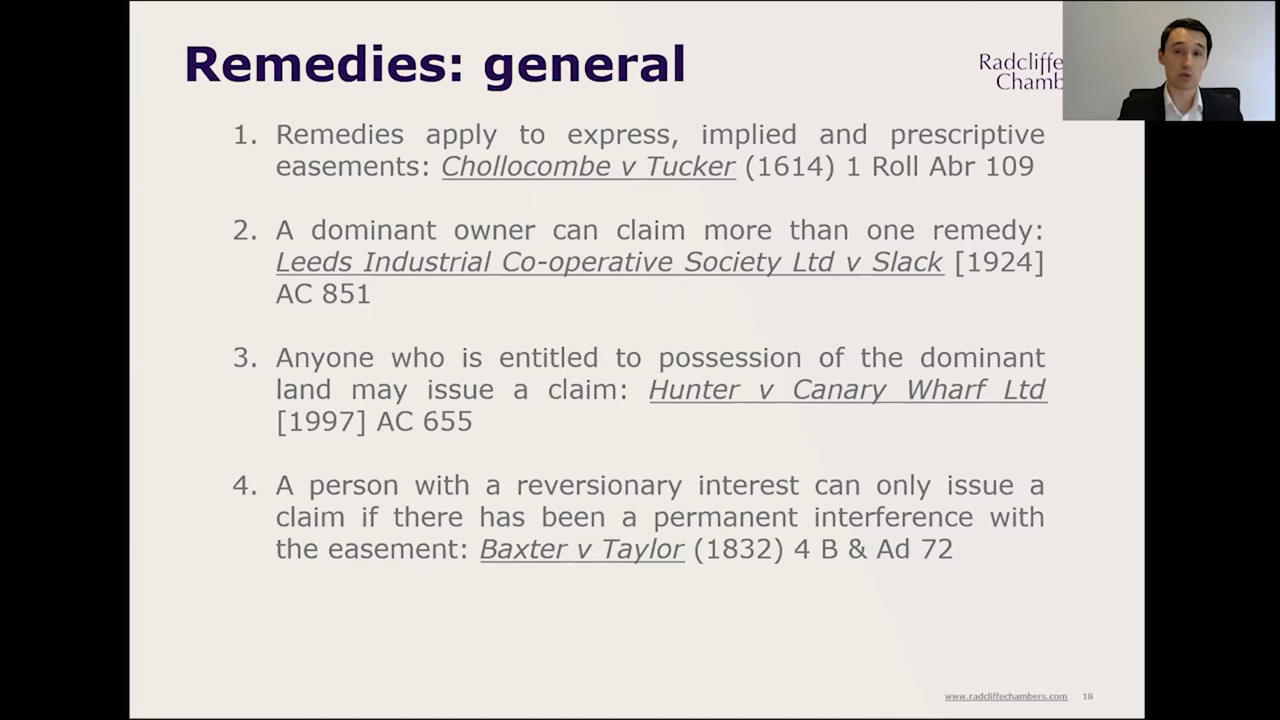 Remedies: general
Radcliffe
Chamb
1. Remedies apply to express, implied and prescriptive
easements: Chollocombe v Tucker (1614) 1 Roll Abr 109
2. A dominant owner can claim more than one remedy:
Leeds Industrial Co-operative Society Ltd v Slack [1924]
AC 851
3. Anyone who is entitled to possession of the dominant
land may issue a claim: Hunter v Canary Wharf Ltd
[1997] AC 655
4. A person with a reversionary interest can only issue a
claim if there has been a permanent interference with
the easement: Baxter v Taylor (1832) 4 B & Ad 72
www.radcliffechambers.com 18